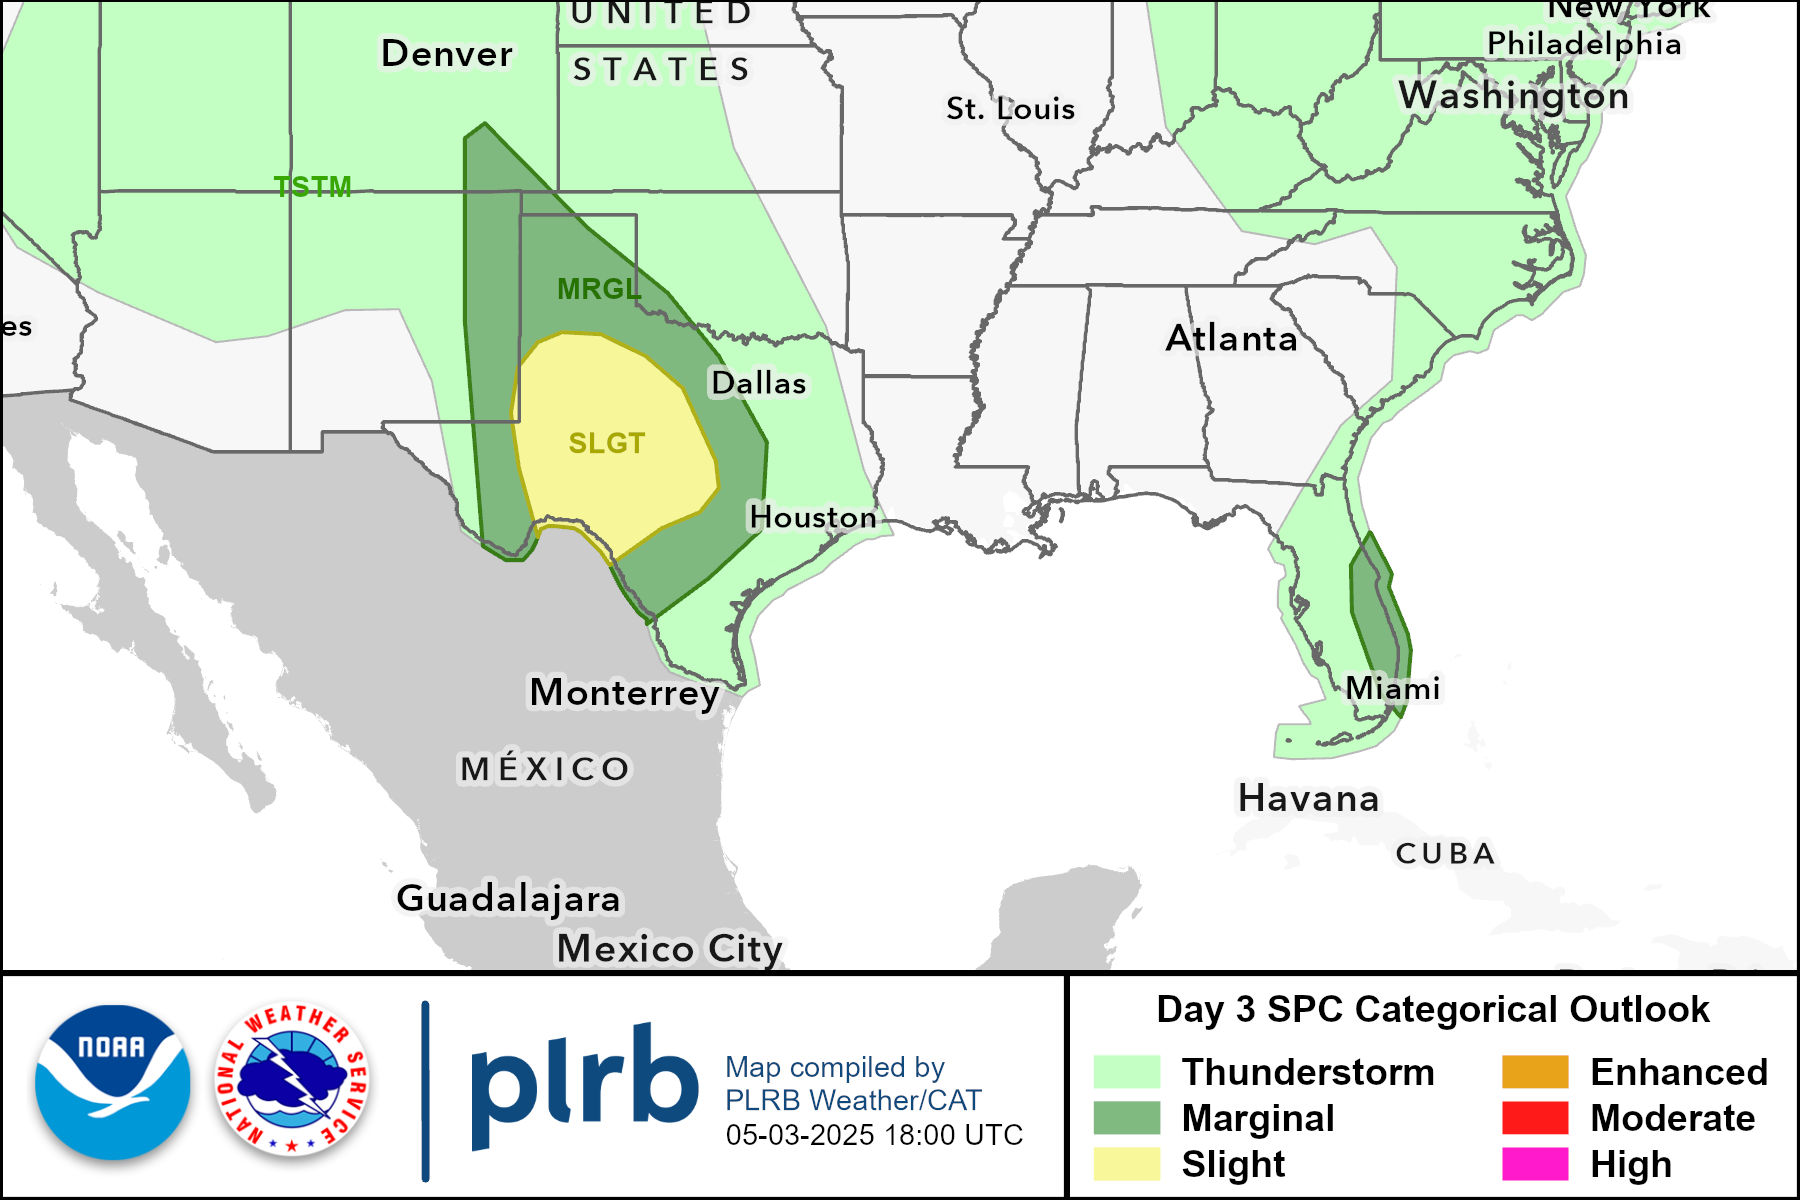 UNITED
New York
Denver
Philadelphia
STATES
Washington
St. Louis
TSTM
MRGL
es
Atlanta
Dallas
SLGT
Houston
Monterrey
Miami
MÉXICO
Havana
CUBA
Guadalajara
Mexico City
NOAA
NATIONAL WEATHER SERVICE
plrb
Map compiled by
PLRB Weather/CAT
05-03-2025 18:00 UTC
Day 3 SPC Categorical Outlook
Thunderstorm
Enhanced
Marginal
Moderate
Slight
High